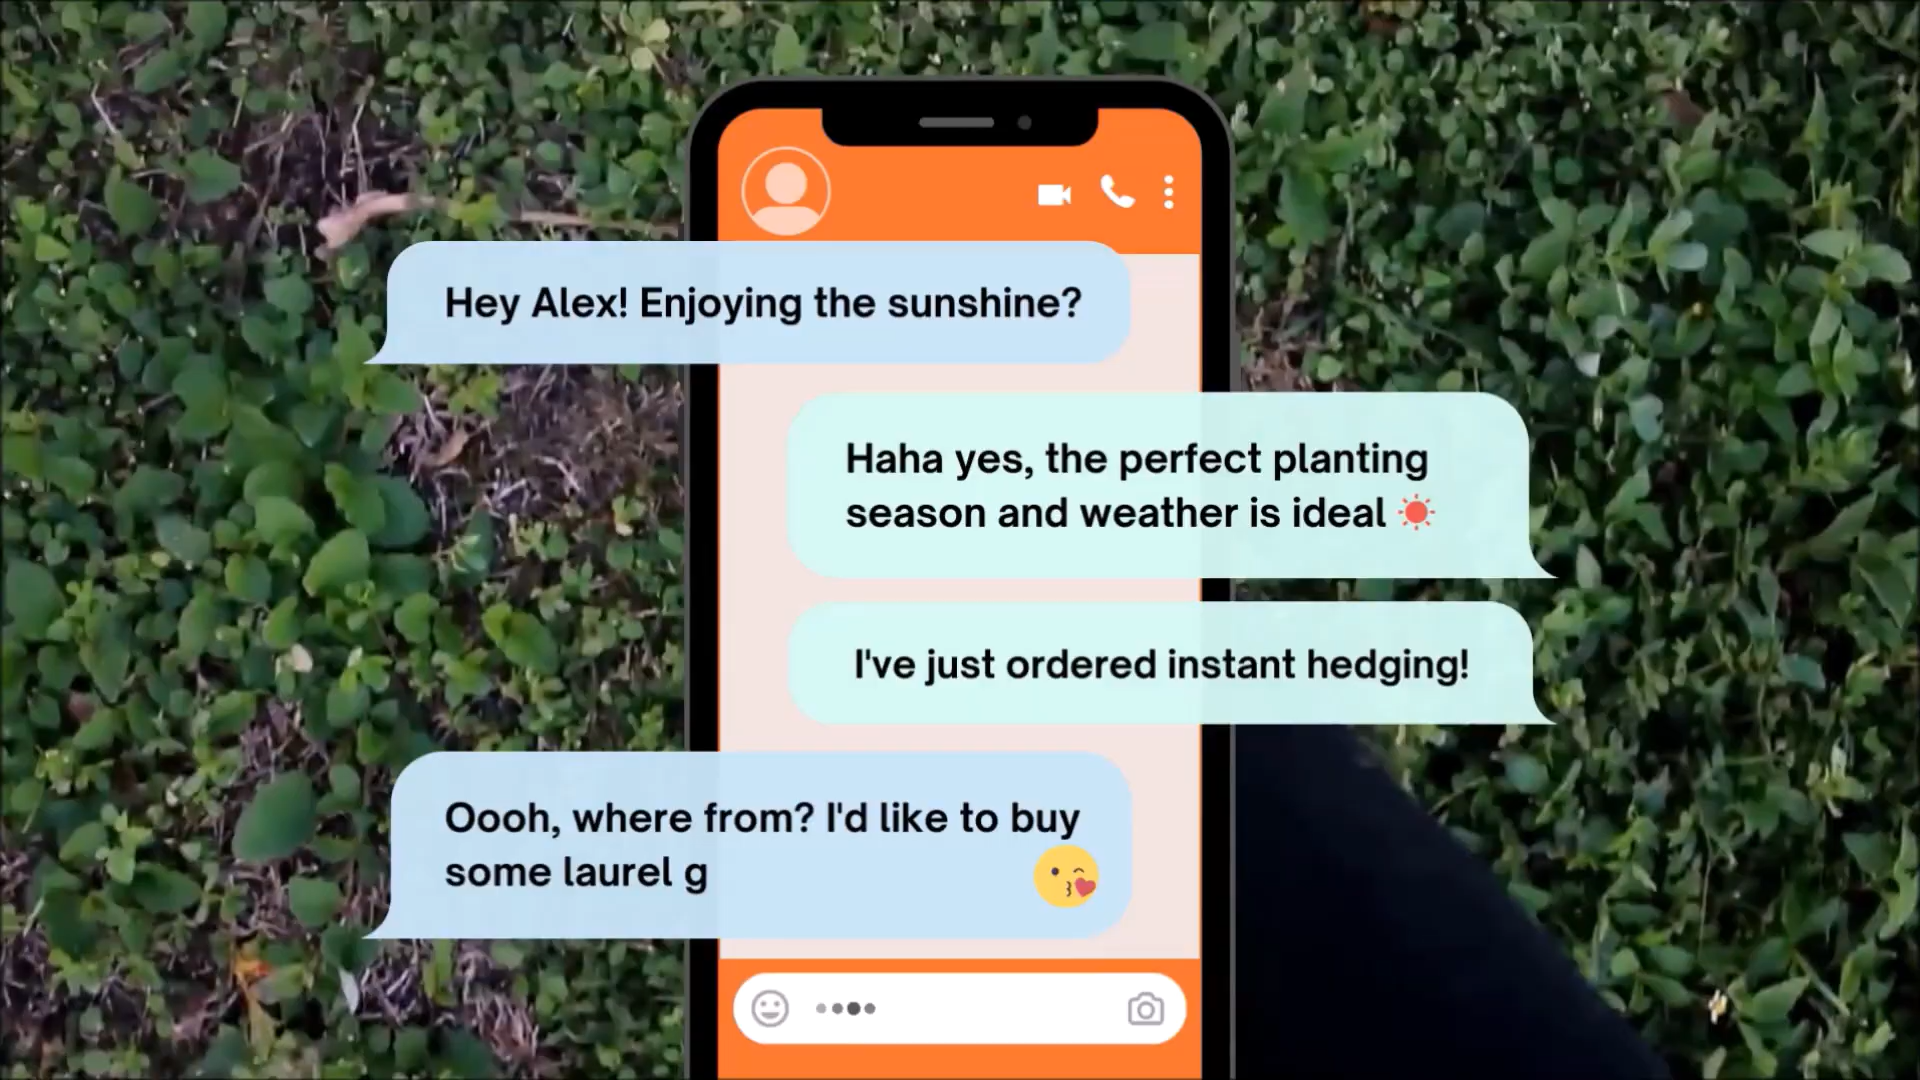 Hey Alex! Enjoying the sunshine?
Haha yes, the perfect planting
season and weather is ideal ☀️
I've just ordered instant hedging!
Oooh, where from? I'd like to buy
some laurel g 😘